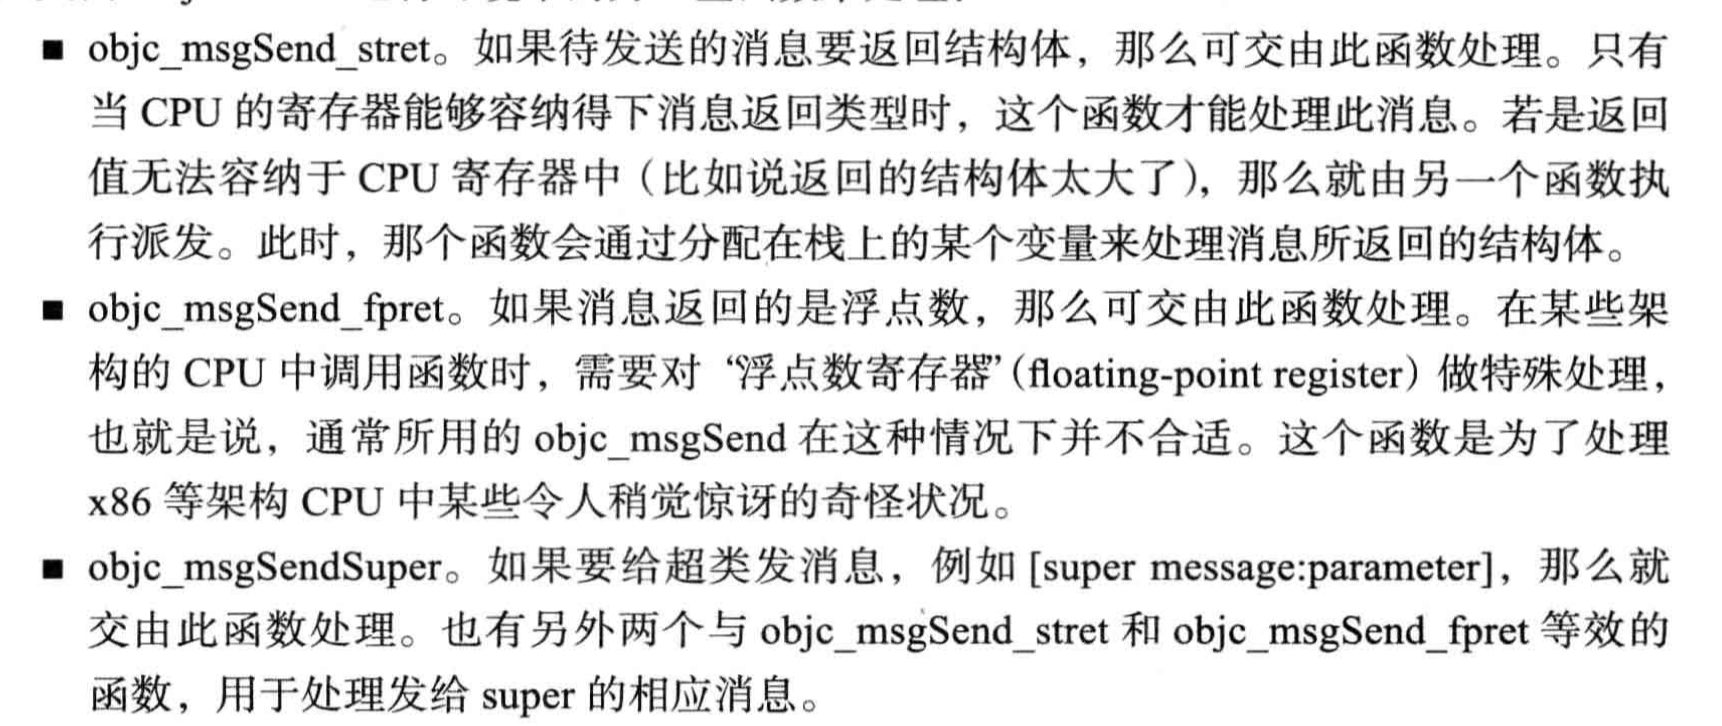 ■ objc_msgSend_stret。如果待发送的消息要返回结构体，那么可交由此函数处理。只有
当 CPU 的寄存器能够容纳得下消息返回类型时，这个函数才能处理此消息。若是返回
值无法容纳于 CPU 寄存器中（比如说返回的结构体太大了），那么就由另一个函数执
行派发。此时，那个函数会通过分配在栈上的某个变量来处理消息所返回的结构体。
■ objc_msgSend_fpret。如果消息返回的是浮点数，那么可交由此函数处理。在某些架
构的 CPU 中调用函数时，需要对“浮点数寄存器”（floating-point register）做特殊处理，
也就是说，通常所用的 objc_msgSend 在这种情况下并不合适。这个函数是为了处理
x86 等架构 CPU 中某些令人稍觉惊讶的奇怪状况。
■ objc_msgSendSuper。如果要给超类发消息，例如 [super message:parameter]，那么就
交由此函数处理。也有另外两个与 objc_msgSend_stret 和 objc_msgSend_fpret 等效的
函数，用于处理发给 super 的相应消息。